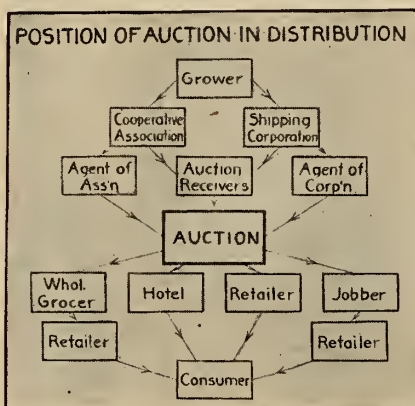 POSITION OF AUCTION IN DISTRIBUTION
Grower
Cooperative
Association
Shipping
Corporation
Agent of
Ass'n
Auction
Receivers
Agent of
Corp'n
AUCTION
Whol.
Grocer
Hotel
Retailer
Jobber
Retailer
Retailer
Consumer